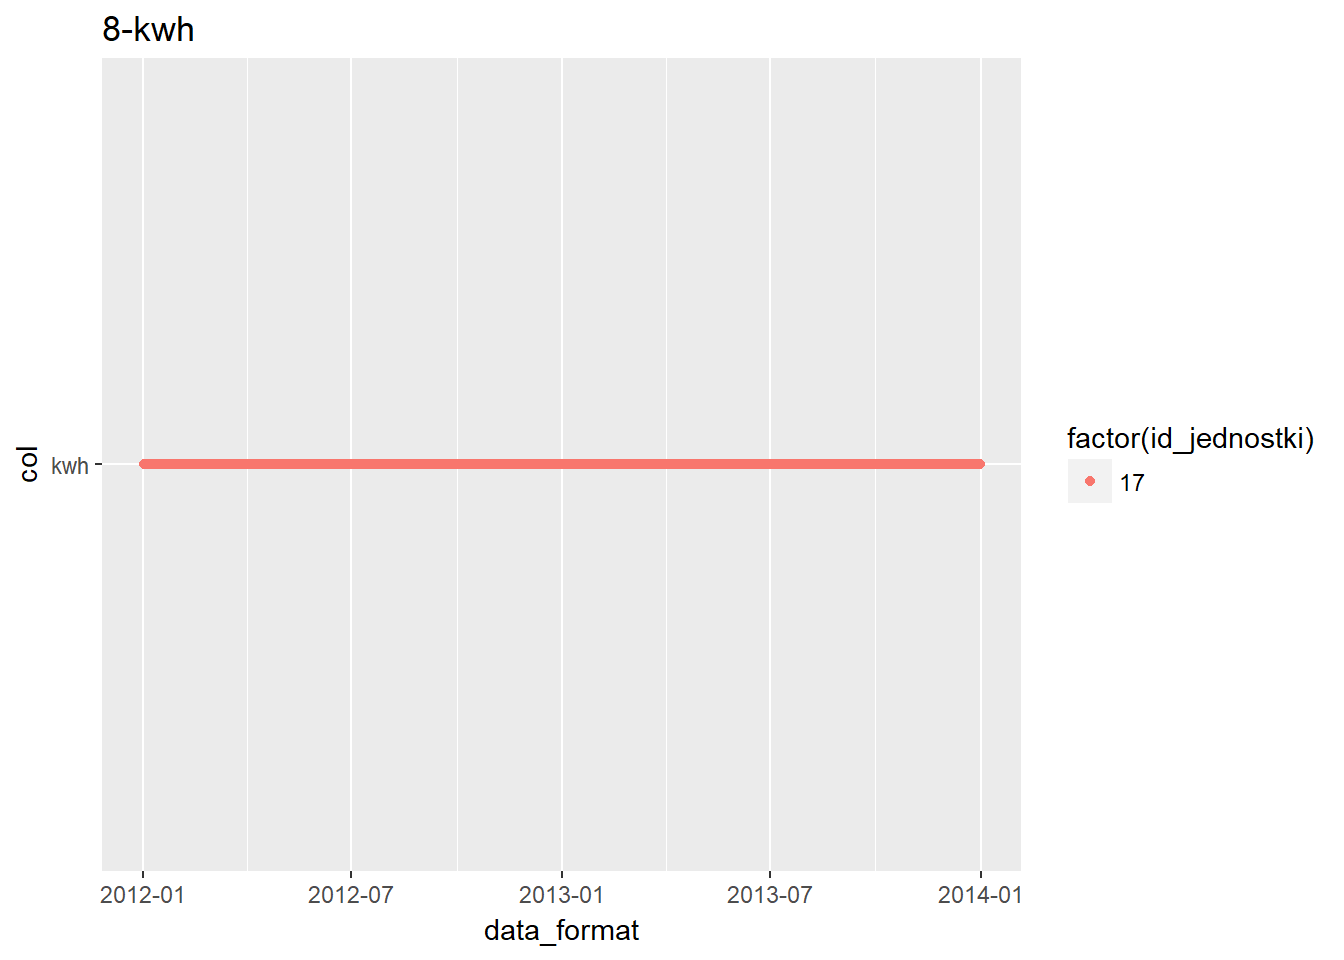 8-kwh
col
kwh
2012-01
2012-07
2013-01
2013-07
2014-01
data_format
factor(id_jednostki)
17